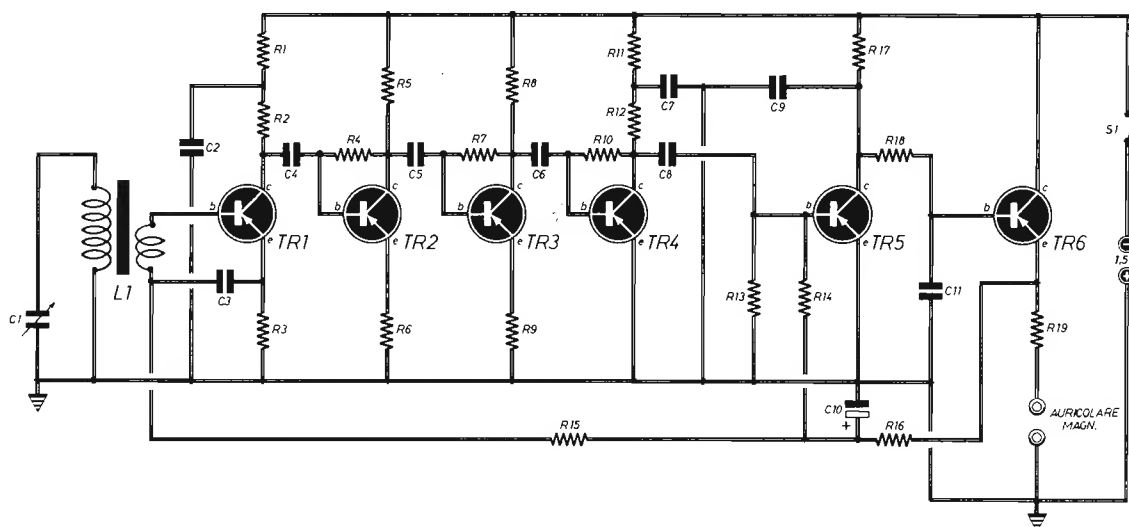 R1
R5
R8
R11
R17
C7
C9
R2
R12
S1
C2
R4
R7
R10
R18
C4
C5
C6
C8
c
c
c
c
c
c
b
b
b
b
b
b
TR1
TR2
TR3
TR4
TR5
TR6
e
e
e
e
e
e
1,5
L1
C3
R13
R14
C11
C1
R3
R6
R9
R19
C10
+
AURICOLARE
MAGN.
R15
R16